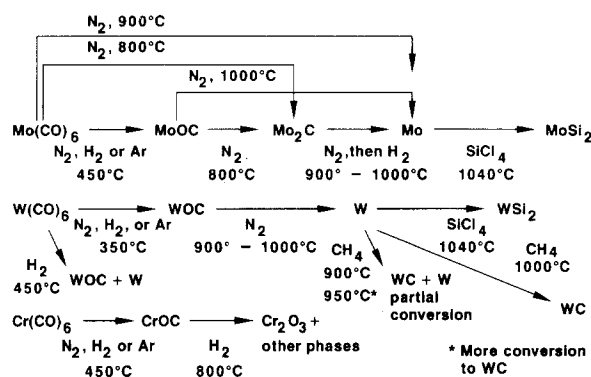 N2, 900°C
N2, 800°C
N2, 1000°C
Mo(CO)6 MoOC Mo2C Mo MoSi2
N2, H2 or Ar N2 N2, then H2 SiCl4
450°C 800°C 900° – 1000°C 1040°C
W(CO)6 WOC W WSi2
N2, H2, or Ar N2 SiCl4
350°C 900° – 1000°C 1040°C
H2
450°C
WOC + W
CH4
900°C
950°C*
WC + W
partial
conversion
CH4
1000°C
WC
Cr(CO)6 CrOC Cr2O3 +
other phases
N2, H2 or Ar H2
450°C 800°C
* More conversion
to WC